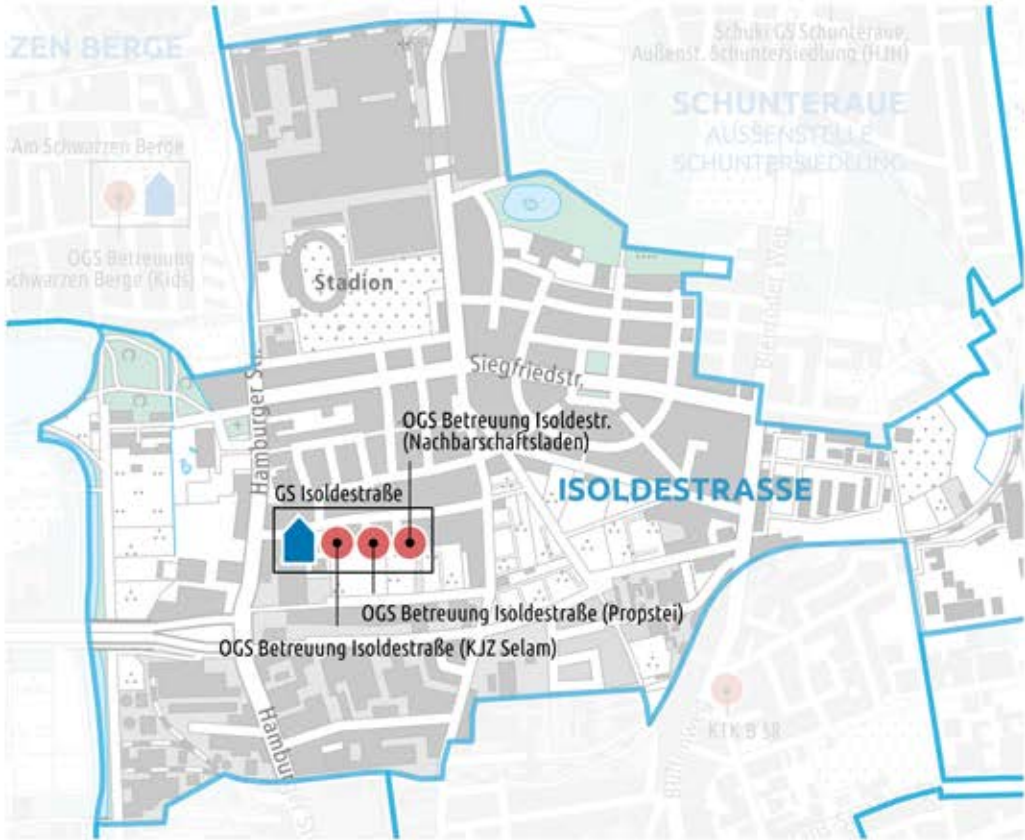 ZEN BERGE
Schuki GS Schunteraue,
Außenst. Schuntersiedlung (HJH)
SCHUNTERAUE
AUSSENSTELLE
SCHUNTERSIEDLUNG
Am Schwarzen Berge
OGS Betreuung
Schwarzen Berge (Kids)
Stadion
Bienroder Weg
Siegfriedstr.
Hamburger Str.
OGS Betreuung Isoldestr.
(Nachbarschaftsladen)
ISOLDESTRASSE
GS Isoldestraße
OGS Betreuung Isoldestraße (Propstei)
OGS Betreuung Isoldestraße (KJZ Selam)
KTK B 58